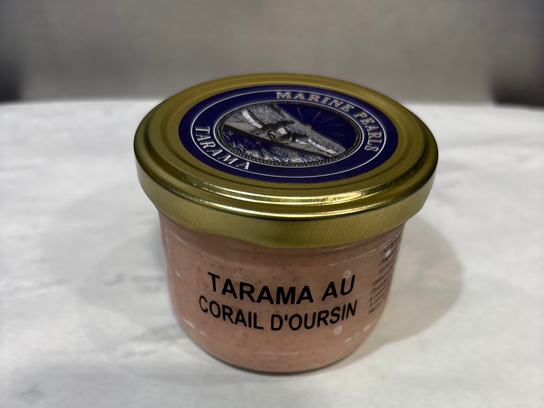 MARINE PEARLS
TARAMA
TARAMA AU
CORAIL D'OURSIN